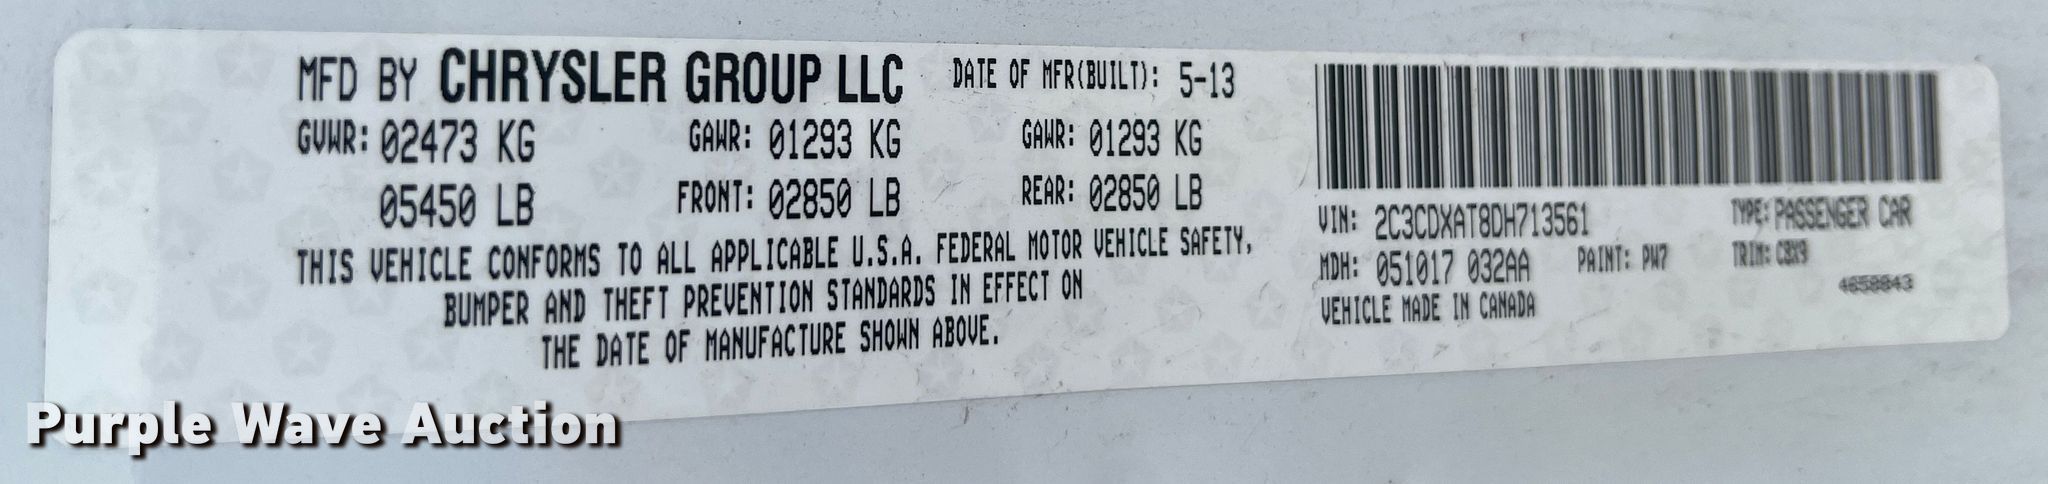 MFD BY CHRYSLER GROUP LLC DATE OF MFR(BUILT): 5-13
GVWR: 02473 KG GAWR: 01293 KG GAWR: 01293 KG
05450 LB FRONT: 02850 LB REAR: 02850 LB
THIS VEHICLE CONFORMS TO ALL APPLICABLE U.S.A. FEDERAL MOTOR VEHICLE SAFETY,
BUMPER AND THEFT PREVENTION STANDARDS IN EFFECT ON
THE DATE OF MANUFACTURE SHOWN ABOVE.
VIN: 2C3CDXAT8DH713561 TYPE: PASSENGER CAR
MDH: 051017 032AA PAINT: PW7 TRIM: C8X9
VEHICLE MADE IN CANADA
Purple Wave Auction